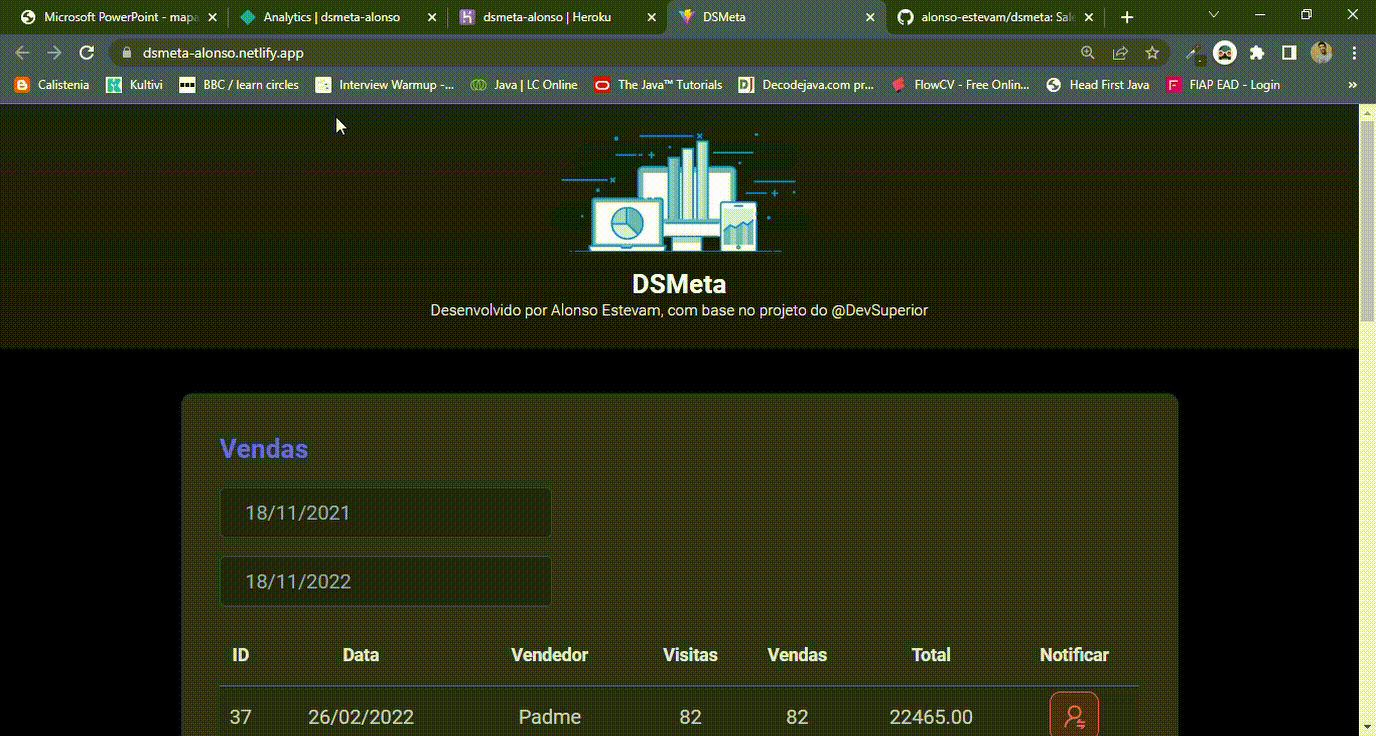 Microsoft PowerPoint - mapa
Analytics | dsmeta-alonso
dsmeta-alonso | Heroku
DSMeta
alonso-estevam/dsmeta: Sale
dsmeta-alonso.netlify.app
Calistenia
Kultivi
BBC / learn circles
Interview Warmup -...
Java | LC Online
The Java™ Tutorials
Decodejava.com pr...
FlowCV - Free Onlin...
Head First Java
FIAP EAD - Login
DSMeta
Desenvolvido por Alonso Estevam, com base no projeto do @DevSuperior
Vendas
18/11/2021
18/11/2022
ID Data Vendedor Visitas Vendas Total Notificar
37 26/02/2022 Padme 82 82 22465.00